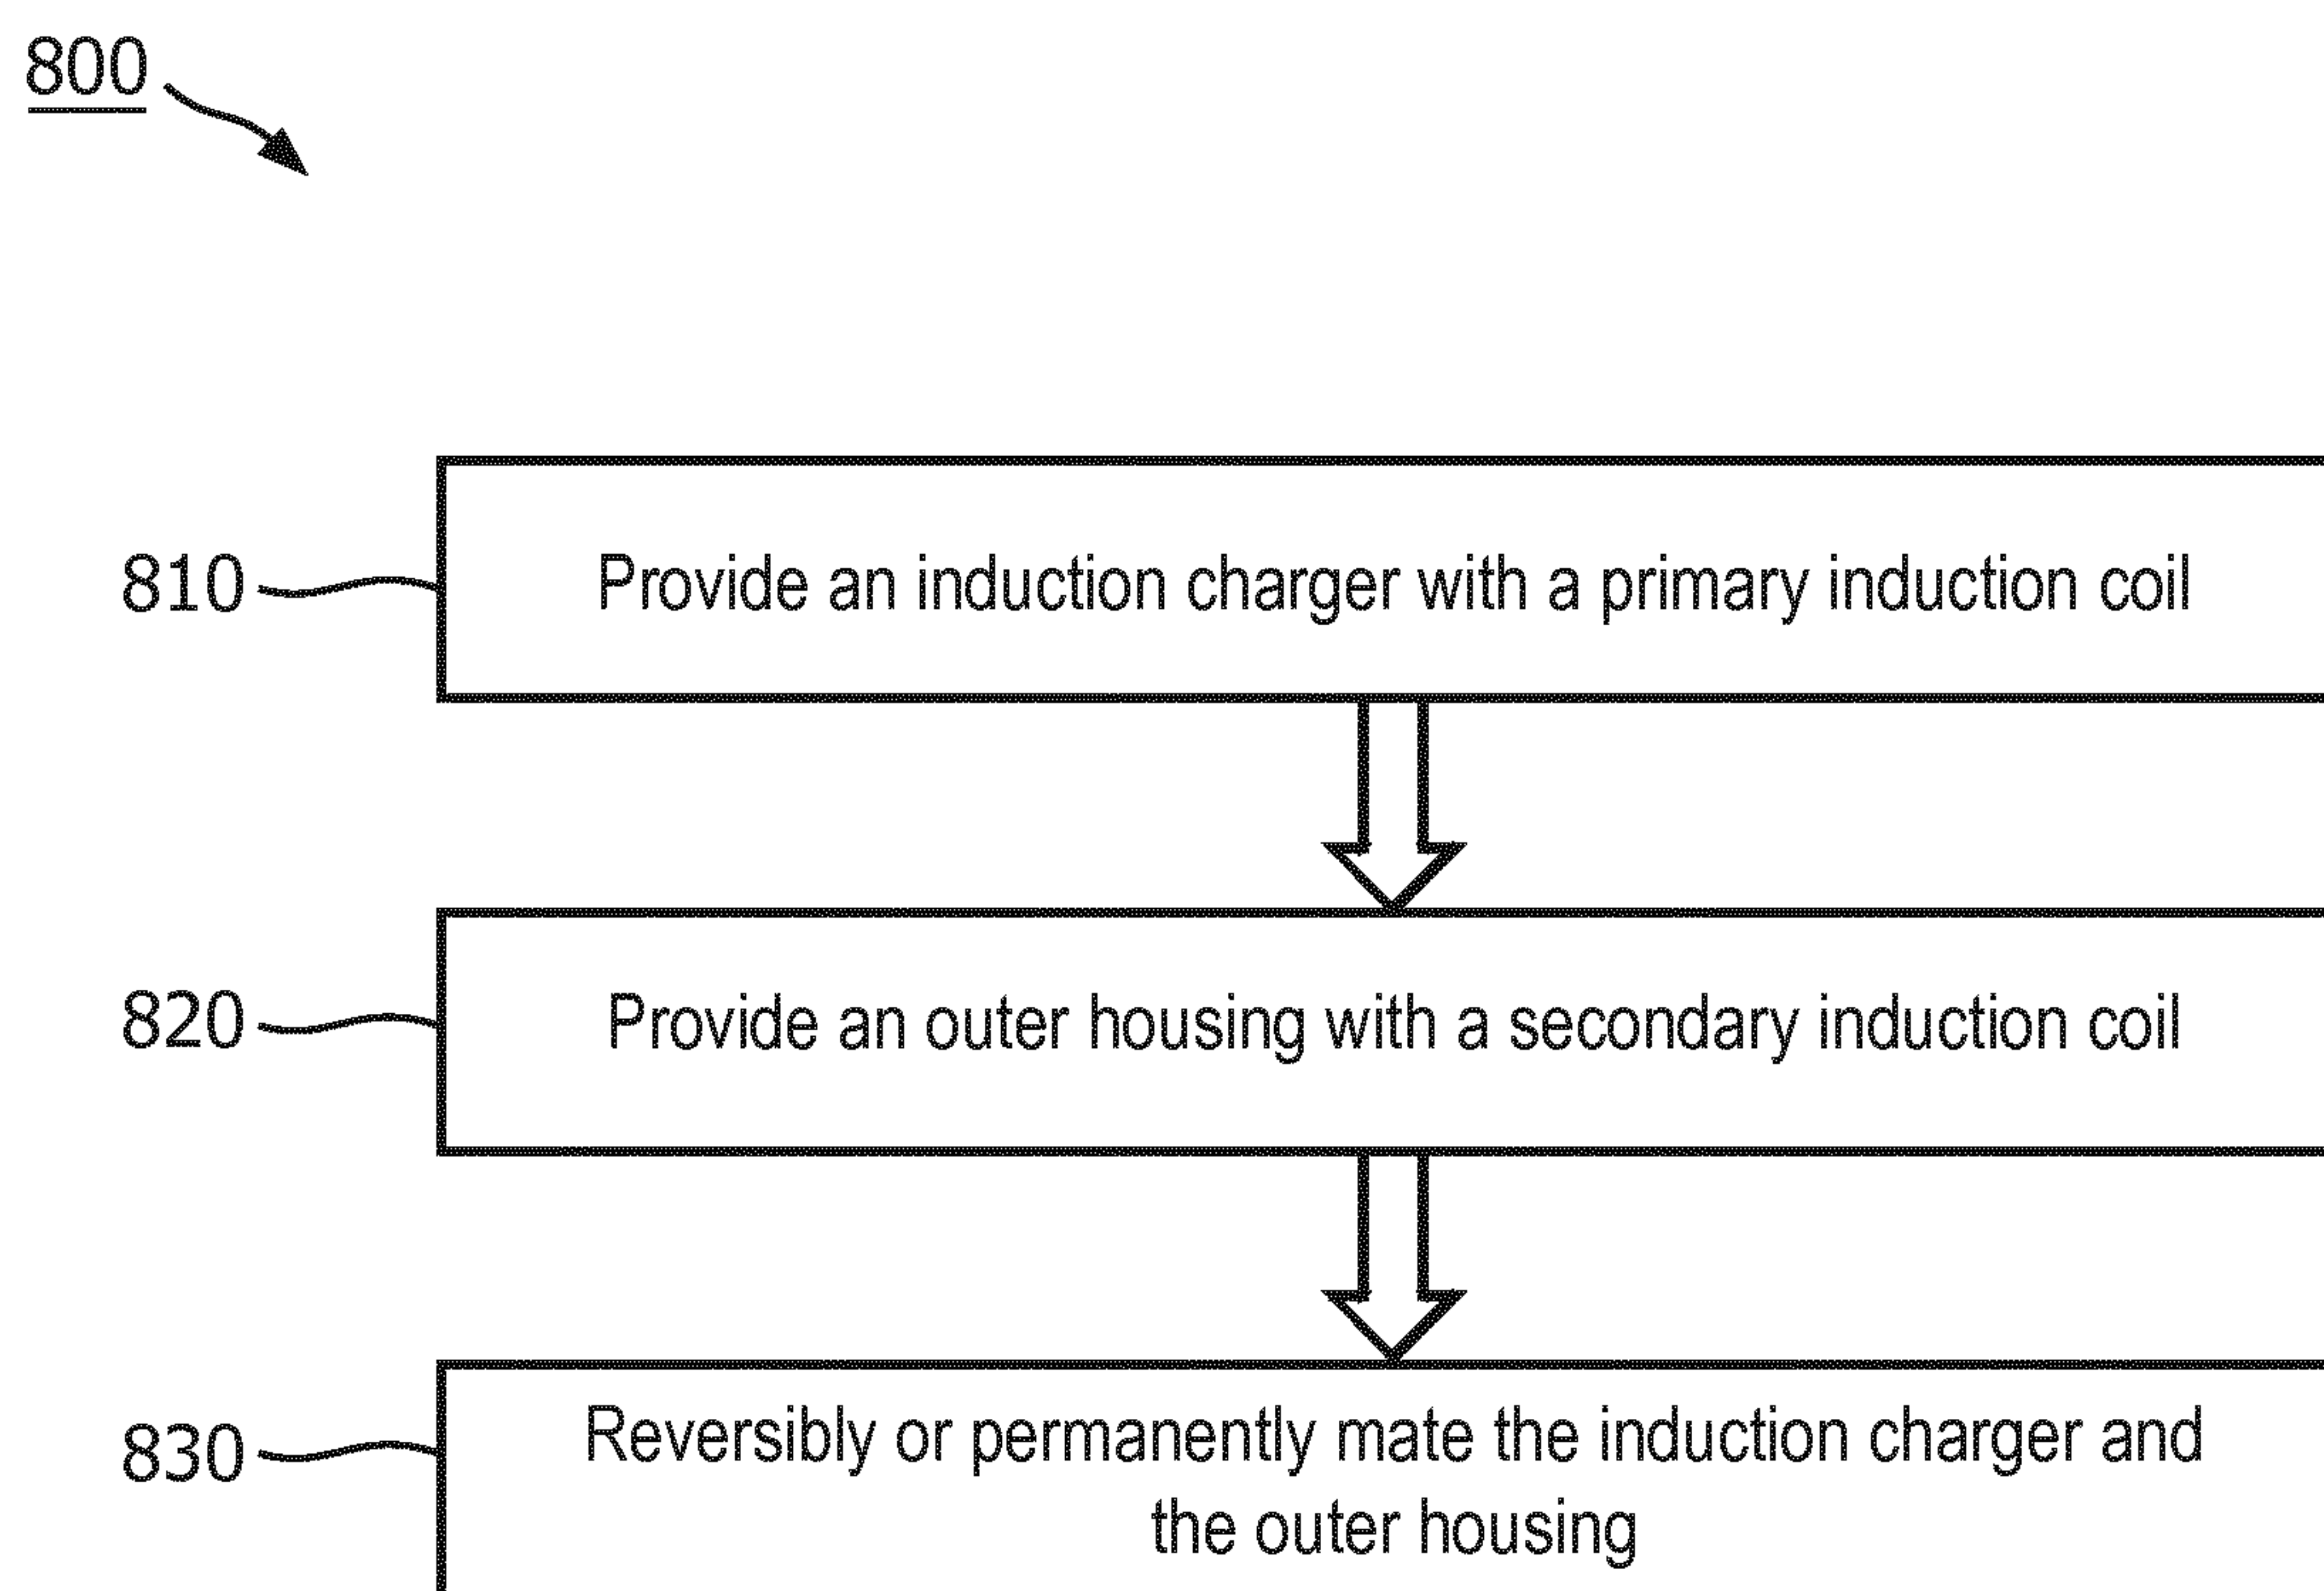 800
810
Provide an induction charger with a primary induction coil
820
Provide an outer housing with a secondary induction coil
830
Reversibly or permanently mate the induction charger and
the outer housing